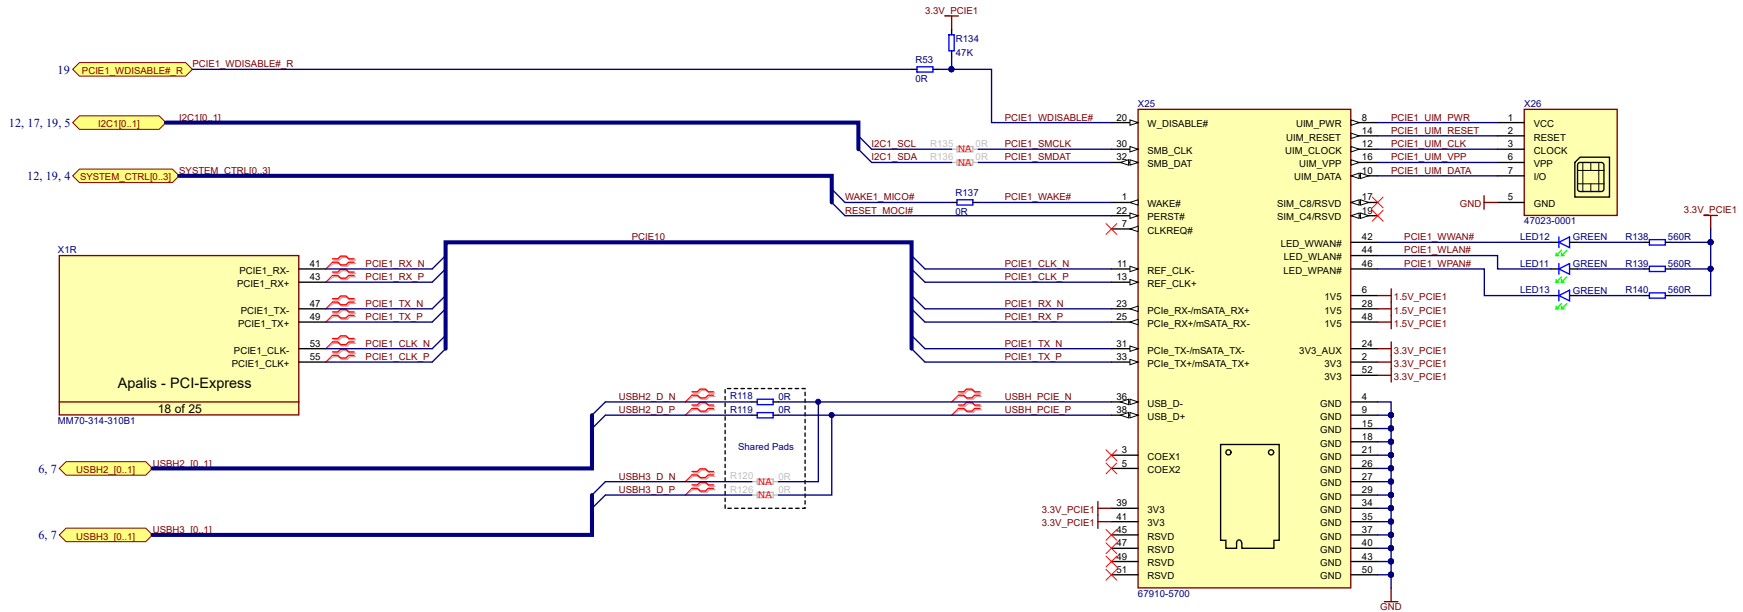 3.3V_PCIE1
R134
47K
19 PCIE1_WDISABLE#_R PCIE1_WDISABLE#_R
R53
0R
12, 17, 19, 5 I2C1[0..1] I2C1[0..1]
12, 19, 4 SYSTEM_CTRL[0..3] SYSTEM_CTRL[0..3]
I2C1_SCL R135 NA 0R PCIE1_SMCLK
I2C1_SDA R136 NA 0R PCIE1_SMDAT
WAKE1_MICO# R137 0R PCIE1_WAKE#
RESET_MOCI#
PCIE1_WDISABLE#
PCIE10
X1R
PCIE1_RX- 41 PCIE1_RX_N
PCIE1_RX+ 43 PCIE1_RX_P
PCIE1_TX- 47 PCIE1_TX_N
PCIE1_TX+ 49 PCIE1_TX_P
PCIE1_CLK- 53 PCIE1_CLK_N
PCIE1_CLK+ 55 PCIE1_CLK_P
Apalis - PCI-Express
18 of 25
MM70-314-310B1
PCIE1_CLK_N
PCIE1_CLK_P
PCIE1_RX_N
PCIE1_RX_P
PCIE1_TX_N
PCIE1_TX_P
USBH2_D_N R118 0R USBH_PCIE_N
USBH2_D_P R119 0R USBH_PCIE_P
Shared Pads
6, 7 USBH2_[0..1] USBH2_[0..1]
USBH3_D_N R120 NA 0R
USBH3_D_P R126 NA 0R
6, 7 USBH3_[0..1] USBH3_[0..1]
X25
20 W_DISABLE#
30 SMB_CLK
32 SMB_DAT
1 WAKE#
22 PERST#
7 CLKREQ#
11 REF_CLK-
13 REF_CLK+
23 PCIe_RX-/mSATA_RX+
25 PCIe_RX+/mSATA_RX-
31 PCIe_TX-/mSATA_TX-
33 PCIe_TX+/mSATA_TX+
36 USB_D-
38 USB_D+
3 COEX1
5 COEX2
3.3V_PCIE1 39 3V3
3.3V_PCIE1 41 3V3
45 RSVD
47 RSVD
49 RSVD
51 RSVD
67910-5700
UIM_PWR 8 PCIE1_UIM_PWR
UIM_RESET 14 PCIE1_UIM_RESET
UIM_CLOCK 12 PCIE1_UIM_CLK
UIM_VPP 16 PCIE1_UIM_VPP
UIM_DATA 10 PCIE1_UIM_DATA
SIM_C8/RSVD 17
SIM_C4/RSVD 19
LED_WWAN# 42 PCIE1_WWAN#
LED_WLAN# 44 PCIE1_WLAN#
LED_WPAN# 46 PCIE1_WPAN#
1V5 6 1.5V_PCIE1
1V5 28 1.5V_PCIE1
1V5 48 1.5V_PCIE1
3V3_AUX 24 3.3V_PCIE1
3V3 2 3.3V_PCIE1
3V3 52 3.3V_PCIE1
GND 4
GND 9
GND 15
GND 18
GND 21
GND 26
GND 27
GND 29
GND 34
GND 35
GND 37
GND 40
GND 43
GND 50
GND
X26
1 VCC
2 RESET
3 CLOCK
6 VPP
7 I/O
GND 5 GND
47023-0001
3.3V_PCIE1
LED12 GREEN R138 560R
LED11 GREEN R139 560R
LED13 GREEN R140 560R